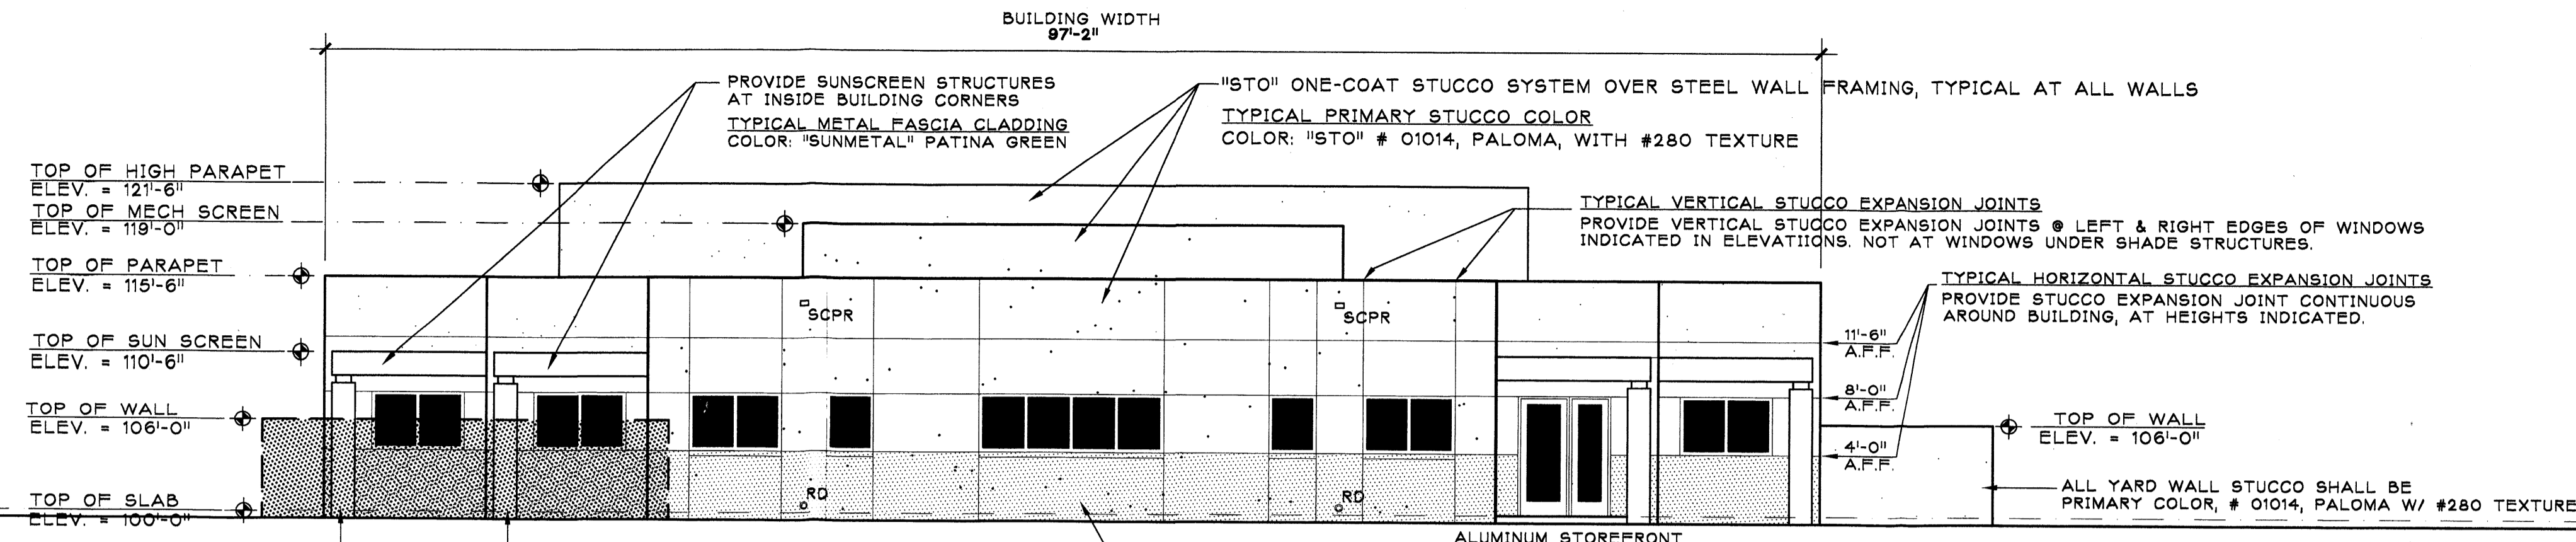 BUILDING WIDTH
97'-2"
PROVIDE SUNSCREEN STRUCTURES
AT INSIDE BUILDING CORNERS
TYPICAL METAL FASCIA CLADDING
COLOR: "SUNMETAL" PATINA GREEN
"STO" ONE-COAT STUCCO SYSTEM OVER STEEL WALL FRAMING, TYPICAL AT ALL WALLS
TYPICAL PRIMARY STUCCO COLOR
COLOR: "STO" # 01014, PALOMA, WITH #280 TEXTURE
TOP OF HIGH PARAPET
ELEV. = 121'-6"
TOP OF MECH SCREEN
ELEV. = 119'-0"
TOP OF PARAPET
ELEV. = 115'-6"
TOP OF SUN SCREEN
ELEV. = 110'-6"
TOP OF WALL
ELEV. = 106'-0"
TOP OF SLAB
ELEV. = 100'-0"
SCPR
SCPR
RD
RD
TYPICAL VERTICAL STUCCO EXPANSION JOINTS
PROVIDE VERTICAL STUCCO EXPANSION JOINTS @ LEFT & RIGHT EDGES OF WINDOWS
INDICATED IN ELEVATIIONS. NOT AT WINDOWS UNDER SHADE STRUCTURES.
TYPICAL HORIZONTAL STUCCO EXPANSION JOINTS
PROVIDE STUCCO EXPANSION JOINT CONTINUOUS
AROUND BUILDING, AT HEIGHTS INDICATED.
11'-6"
A.F.F.
8'-0"
A.F.F.
4'-0"
A.F.F.
TOP OF WALL
ELEV. = 106'-0"
ALL YARD WALL STUCCO SHALL BE
PRIMARY COLOR, # 01014, PALOMA W/ #280 TEXTURE
ALUMINUM STOREFRONT